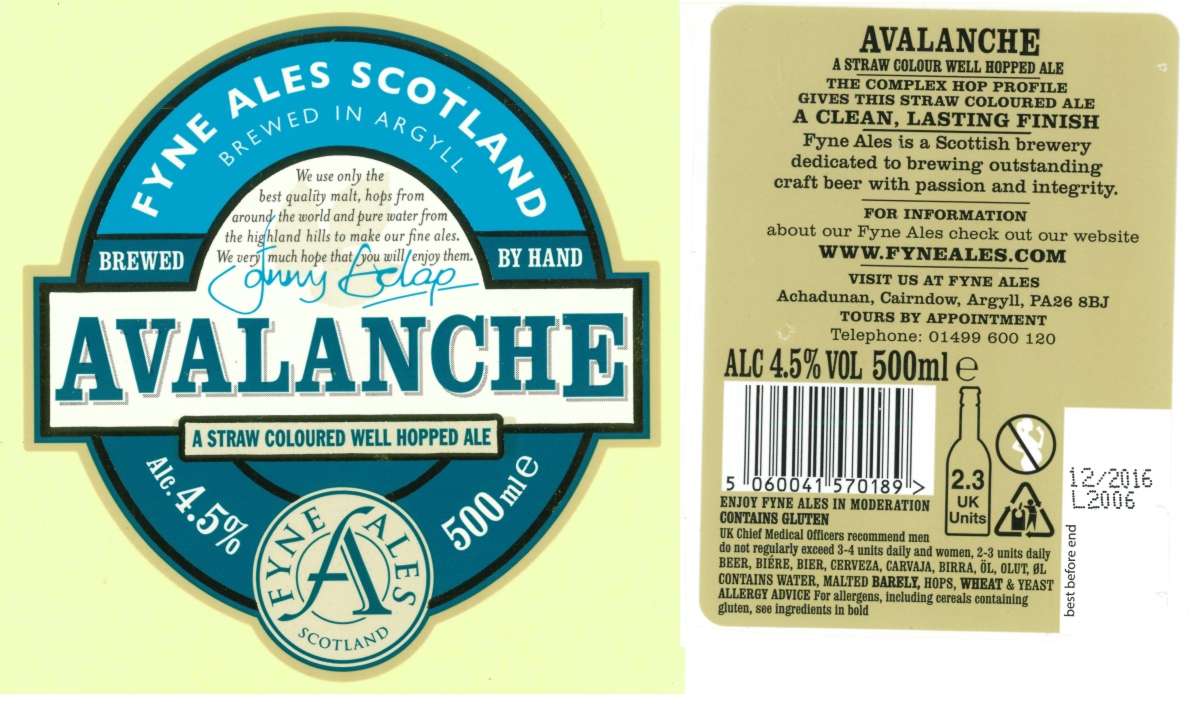 FYNE ALES SCOTLAND
BREWED IN ARGYLL
We use only the
best quality malt, hops from
around the world and pure water from
the highland hills to make our fine ales.
We very much hope that you will enjoy them.
BREWED
BY HAND
AVALANCHE
A STRAW COLOURED WELL HOPPED ALE
Alc. 4.5%
500ml e
FYNE ALES
A
SCOTLAND
AVALANCHE
A STRAW COLOUR WELL HOPPED ALE
THE COMPLEX HOP PROFILE
GIVES THIS STRAW COLOURED ALE
A CLEAN, LASTING FINISH
Fyne Ales is a Scottish brewery
dedicated to brewing outstanding
craft beer with passion and integrity.
FOR INFORMATION
about our Fyne Ales check out our website
WWW.FYNEALES.COM
VISIT US AT FYNE ALES
Achadunan, Cairndow, Argyll, PA26 8BJ
TOURS BY APPOINTMENT
Telephone: 01499 600 120
ALC 4.5% VOL 500ml e
5 060041 570189 >
2.3
UK
Units
ENJOY FYNE ALES IN MODERATION
CONTAINS GLUTEN
UK Chief Medical Officers recommend men
do not regularly exceed 3-4 units daily and women, 2-3 units daily
BEER, BIÉRE, BIER, CERVEZA, CARVAJA, BIRRA, ÖL, OLUT, ØL
CONTAINS WATER, MALTED BARELY, HOPS, WHEAT & YEAST
ALLERGY ADVICE For allergens, including cereals containing
gluten, see ingredients in bold
12/2016
L2006
best before end